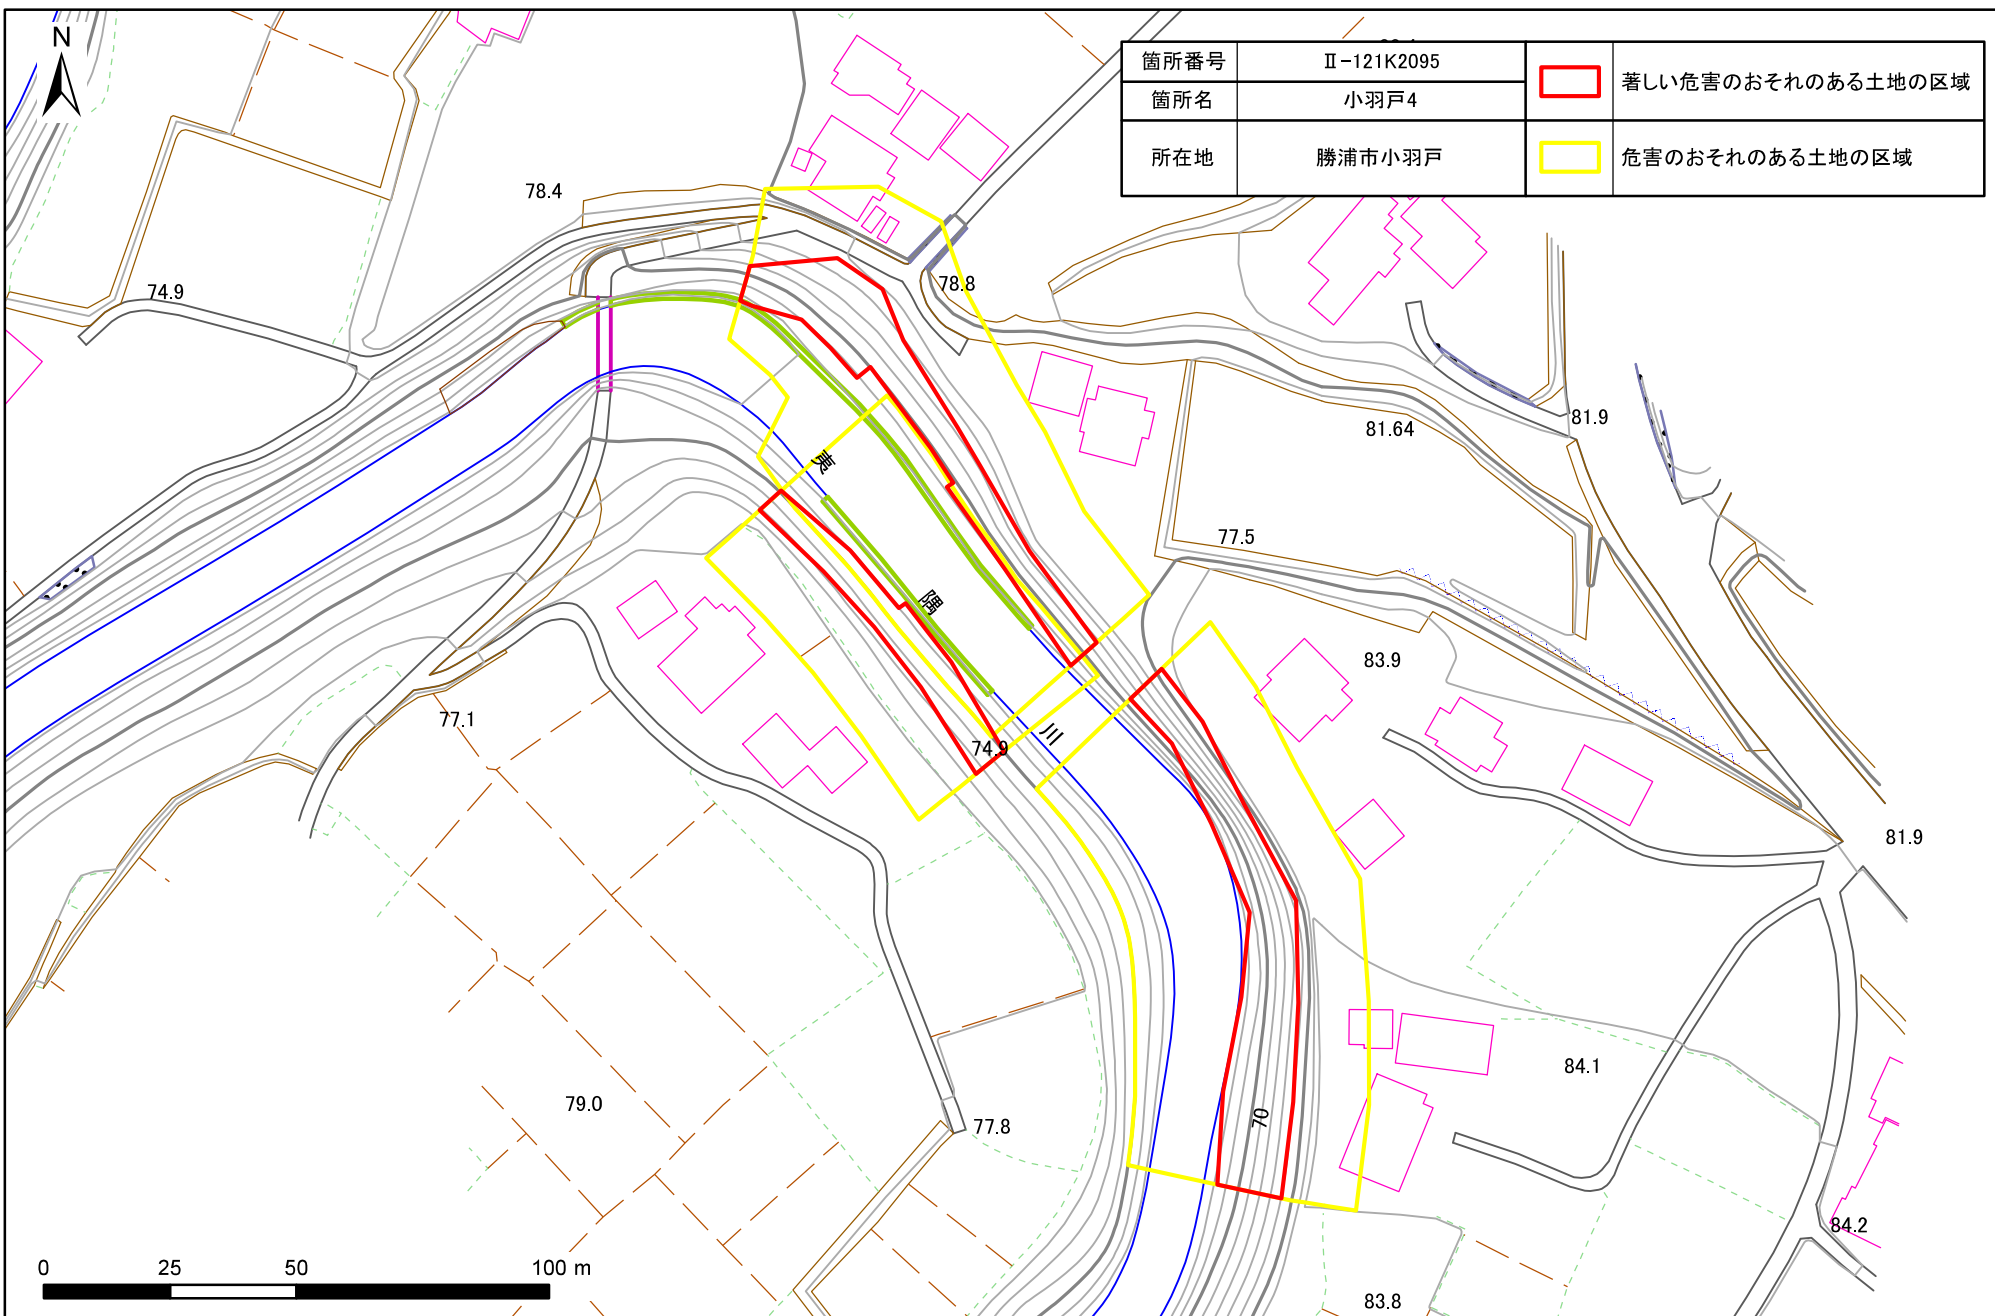 N
箇所番号 Ⅱ-121K2095
著しい危害のおそれのある土地の区域
箇所名 小羽戸4
所在地 勝浦市小羽戸
危害のおそれのある土地の区域
78.4
74.9
78.8
81.9
81.64
夷
77.5
隅
83.9
77.1
川
74.9
81.9
84.1
79.0
70
77.8
84.2
0 25 50 100 m
83.8